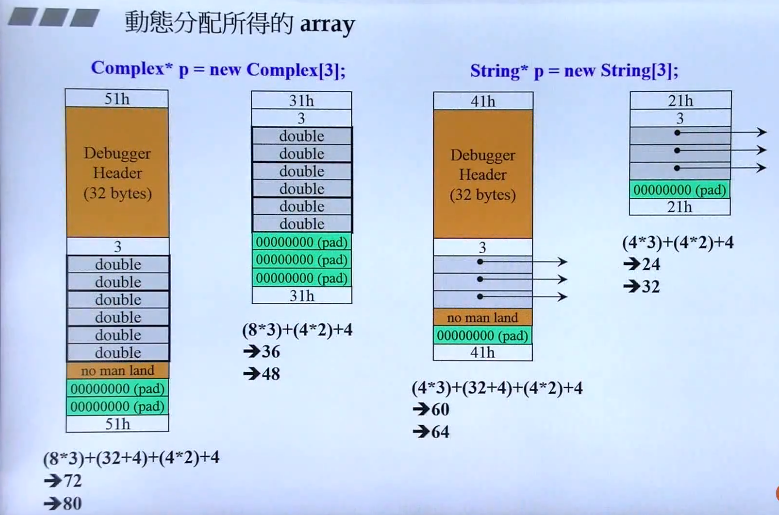 動態分配所得的 array
Complex* p = new Complex[3];
51h
Debugger
Header
(32 bytes)
3
double
double
double
double
double
double
no man land
00000000 (pad)
00000000 (pad)
51h
(8*3)+(32+4)+(4*2)+4
➔72
➔80
31h
3
double
double
double
double
double
double
00000000 (pad)
00000000 (pad)
00000000 (pad)
31h
(8*3)+(4*2)+4
➔36
➔48
String* p = new String[3];
41h
Debugger
Header
(32 bytes)
3
no man land
00000000 (pad)
41h
(4*3)+(32+4)+(4*2)+4
➔60
➔64
21h
3
00000000 (pad)
21h
(4*3)+(4*2)+4
➔24
➔32